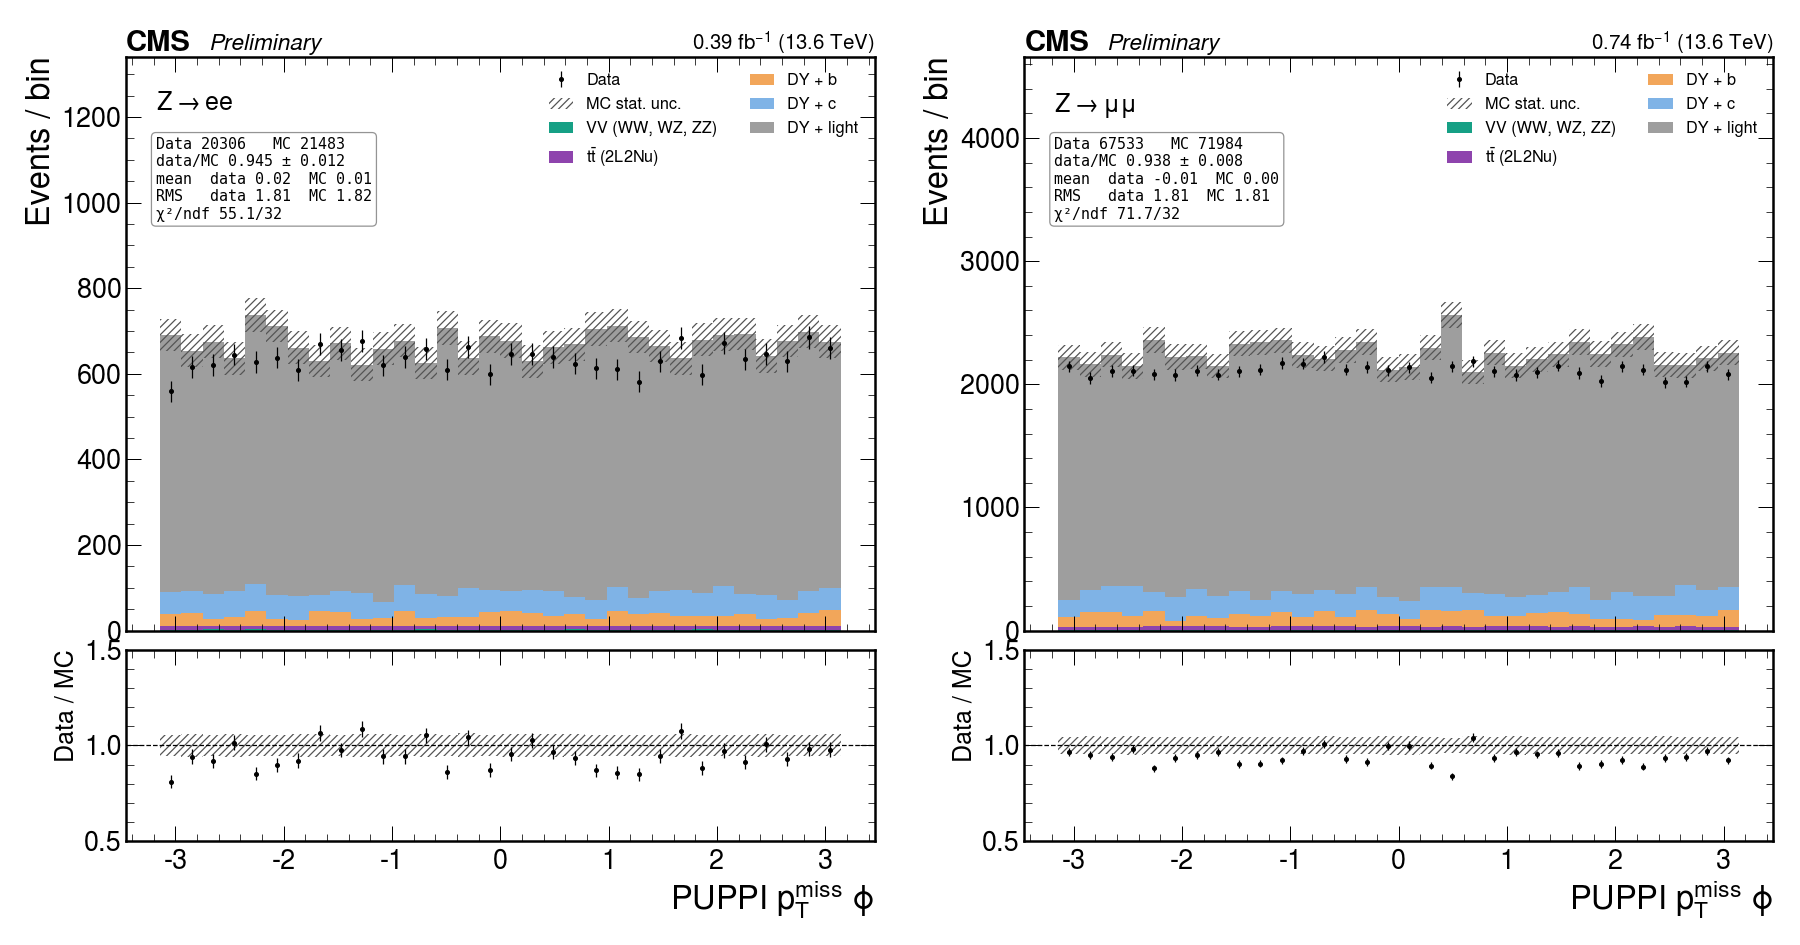 CMS Preliminary 0.39 fb⁻¹ (13.6 TeV)
Events / bin
Z→ee
Data
MC stat. unc.
VV (WW, WZ, ZZ)
tt̄ (2L2Nu)
DY + b
DY + c
DY + light
Data 20306   MC 21483
data/MC 0.945 ± 0.012
mean  data 0.02  MC 0.01
RMS   data 1.81  MC 1.82
χ²/ndf 55.1/32
1200
1000
800
600
400
200
0
Data / MC
1.5
1.0
0.5
-3 -2 -1 0 1 2 3
PUPPI p_T^miss ϕ
CMS Preliminary 0.74 fb⁻¹ (13.6 TeV)
Events / bin
Z→μμ
Data
MC stat. unc.
VV (WW, WZ, ZZ)
tt̄ (2L2Nu)
DY + b
DY + c
DY + light
Data 67533   MC 71984
data/MC 0.938 ± 0.008
mean  data -0.01  MC 0.00
RMS   data 1.81  MC 1.81
χ²/ndf 71.7/32
4000
3000
2000
1000
0
Data / MC
1.5
1.0
0.5
-3 -2 -1 0 1 2 3
PUPPI p_T^miss ϕ